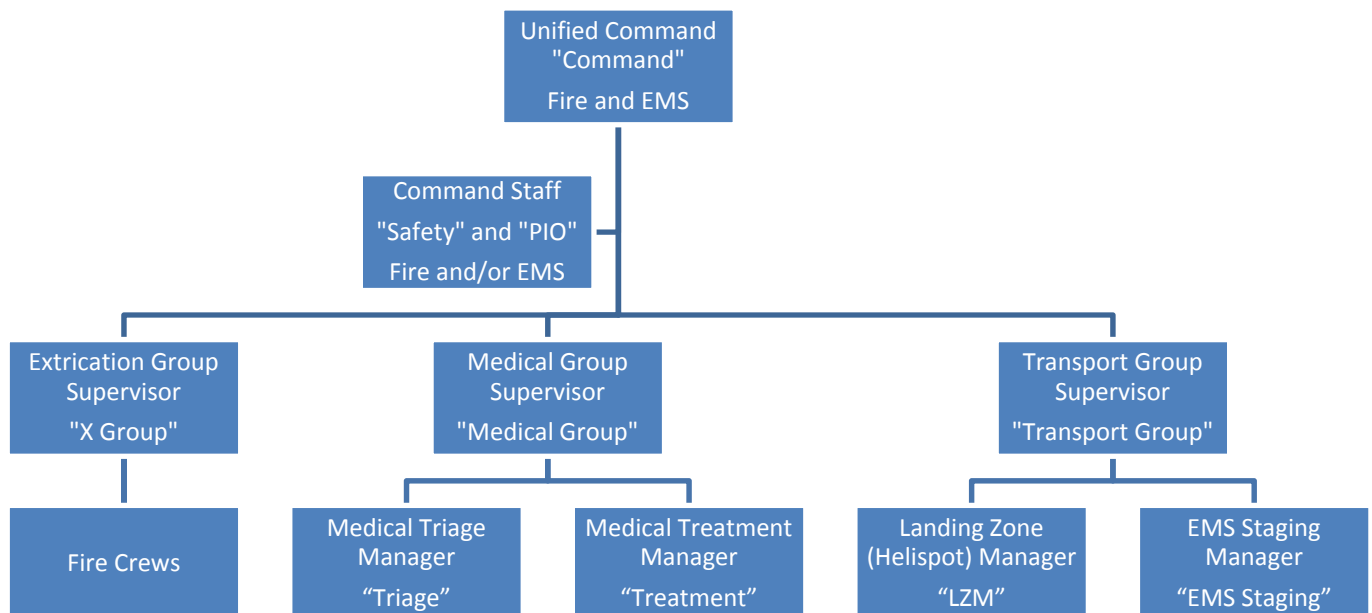 Unified Command
"Command"
Fire and EMS
Command Staff
"Safety" and "PIO"
Fire and/or EMS
Extrication Group
Supervisor
"X Group"
Medical Group
Supervisor
"Medical Group"
Transport Group
Supervisor
"Transport Group"
Fire Crews
Medical Triage
Manager
“Triage”
Medical Treatment
Manager
“Treatment”
Landing Zone
(Helispot) Manager
“LZM”
EMS Staging
Manager
“EMS Staging”